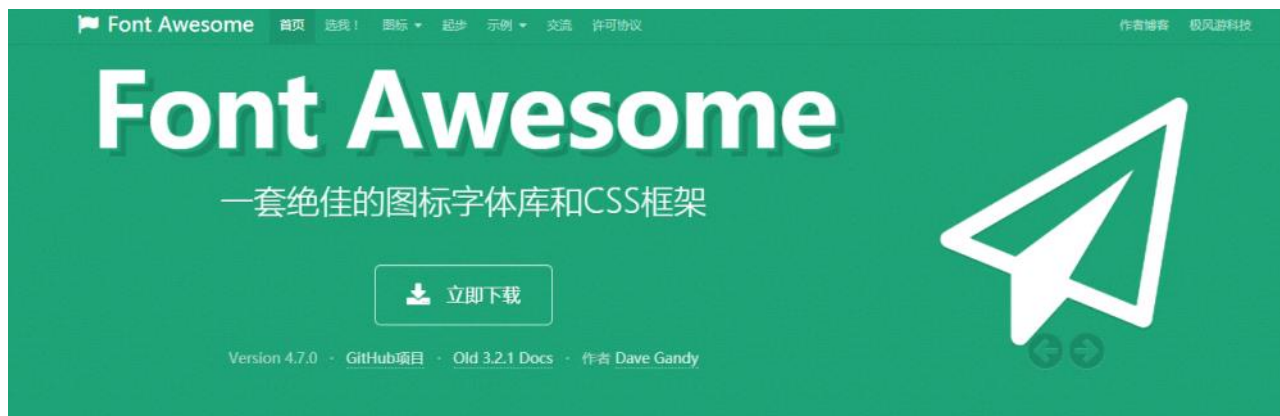 Font Awesome 首页 选我！ 图标 起步 示例 交流 许可协议 作者博客 极风游科技
Font Awesome
一套绝佳的图标字体库和CSS框架
立即下载
Version 4.7.0 · GitHub项目 · Old 3.2.1 Docs · 作者 Dave Gandy